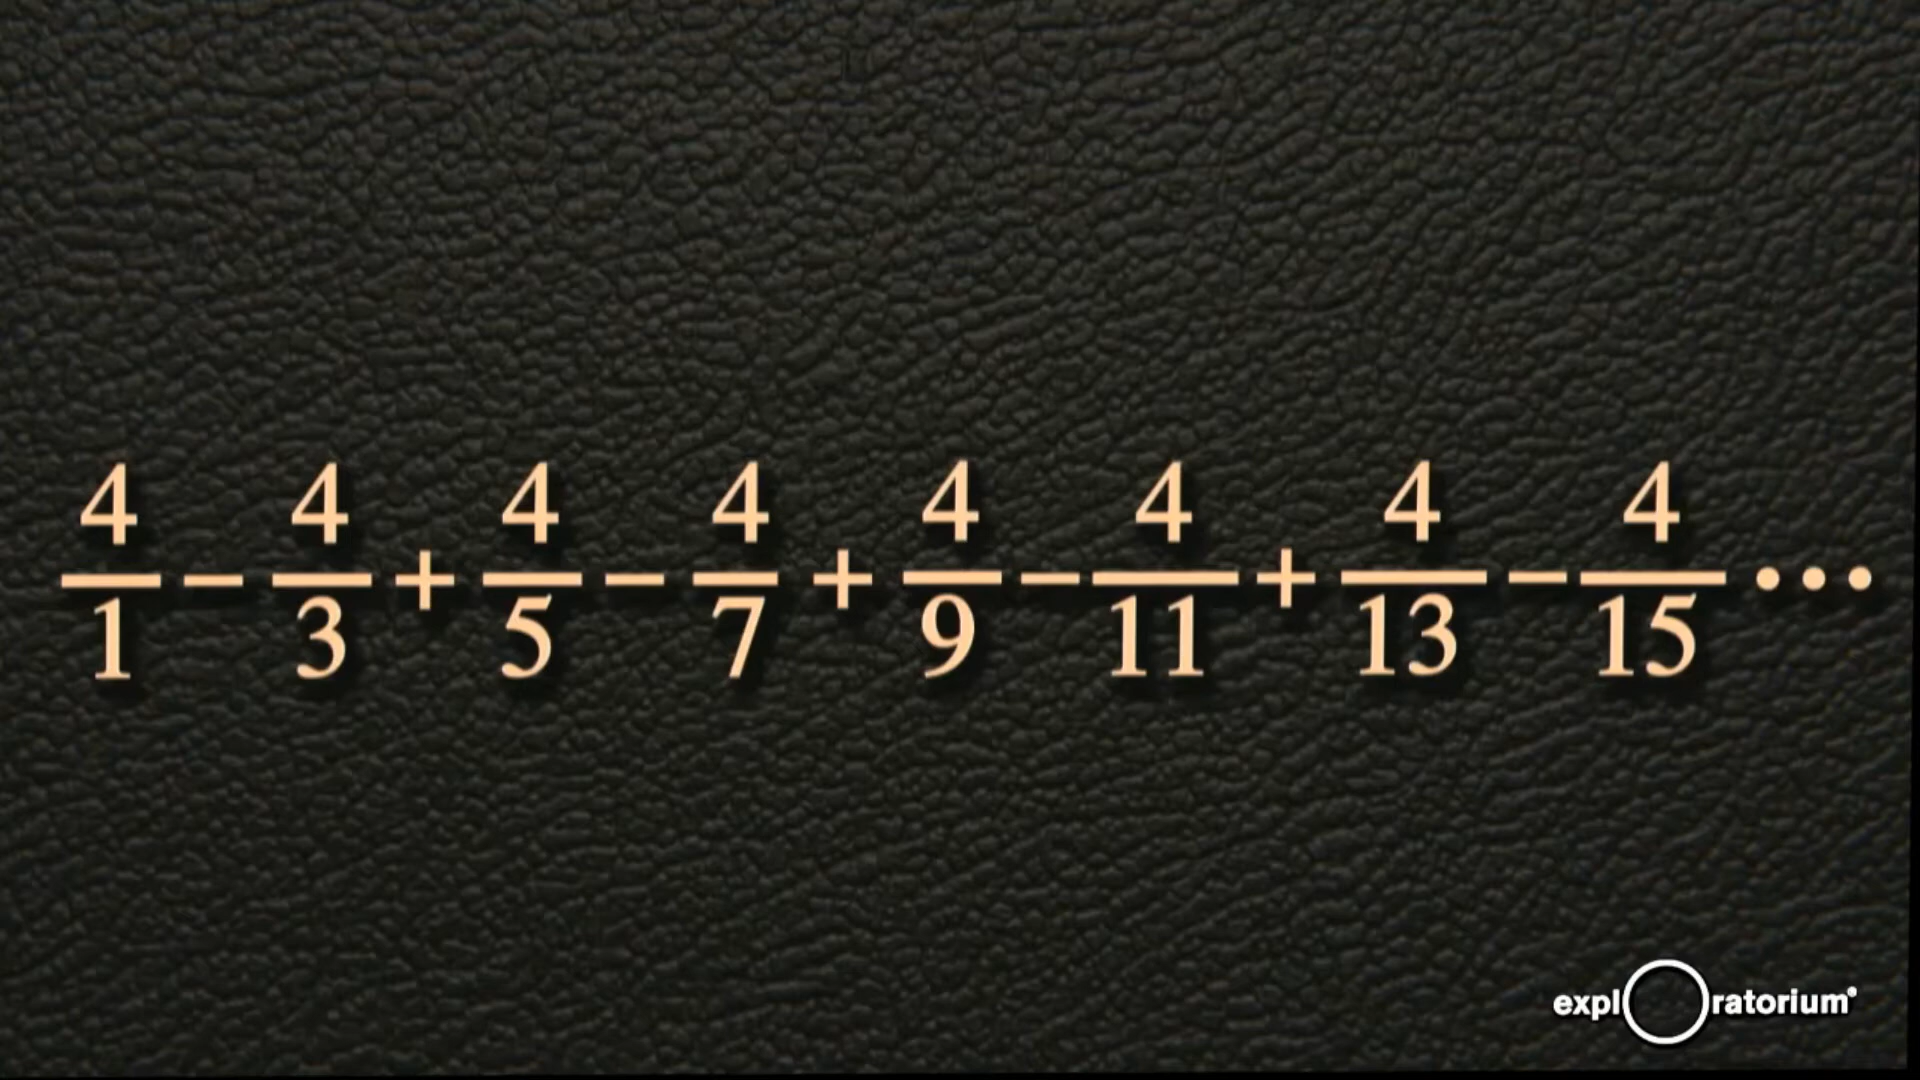 4/1 − 4/3 + 4/5 − 4/7 + 4/9 − 4/11 + 4/13 − 4/15 •••
explOratorium®